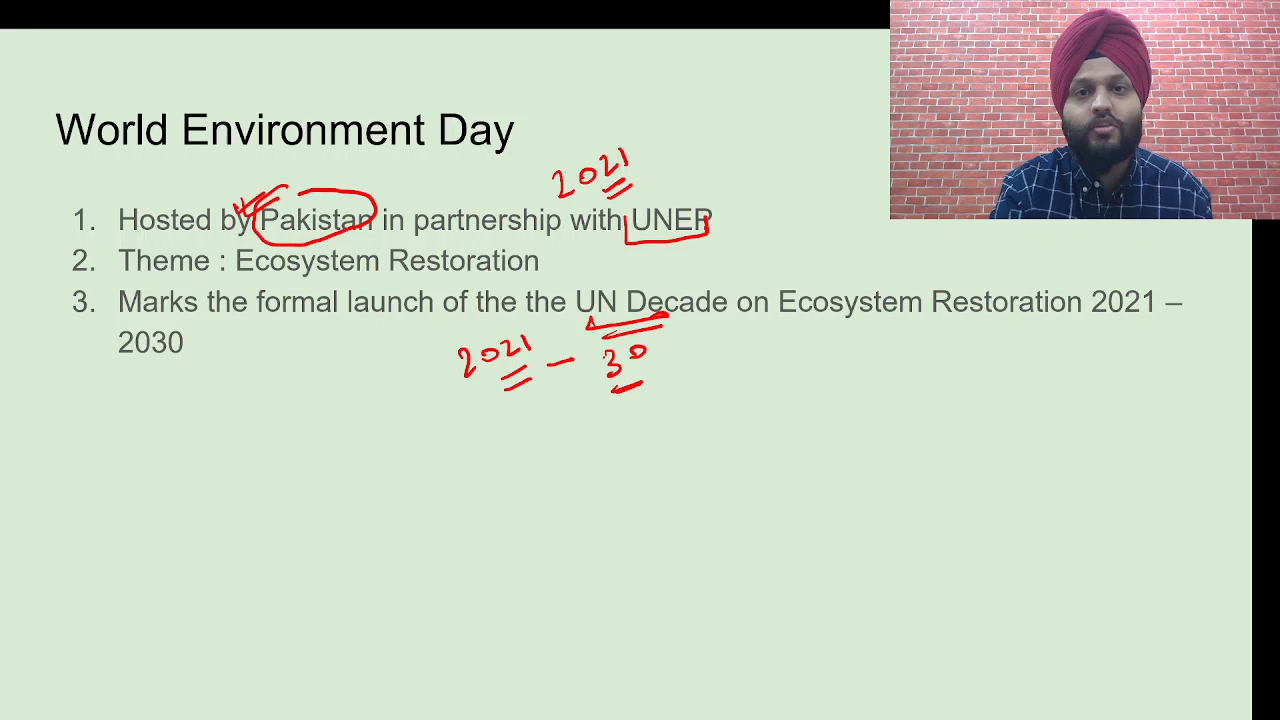 World Environment Day
2021
1. Hosted by Pakistan in partnership with UNEP
2. Theme : Ecosystem Restoration
3. Marks the formal launch of the the UN Decade on Ecosystem Restoration 2021 –
2030
2021 - 30